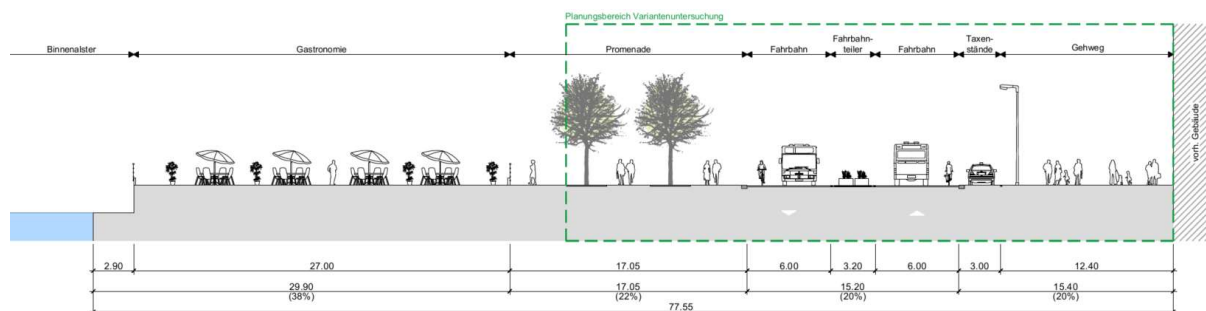 Planungsbereich Variantenuntersuchung
Binnenalster
Gastronomie
Promenade
Fahrbahn
Fahrbahn-
teiler
Fahrbahn
Taxen-
stände
Gehweg
vorh. Gebäude
2.90
27.00
17.05
6.00
3.20
6.00
3.00
12.40
29.90
(38%)
17.05
(22%)
15.20
(20%)
15.40
(20%)
77.55